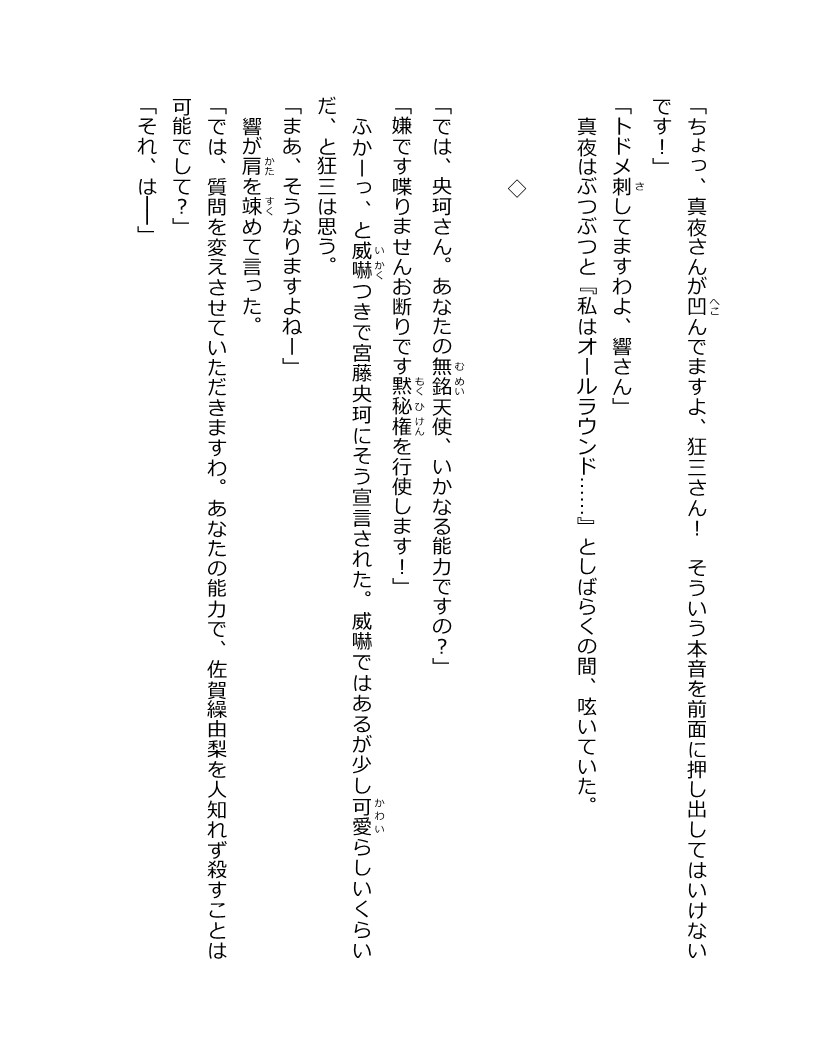 「ちょっ、真夜さんが凹んでますよ、狂三さん！　そういう本音を前面に押し出してはいけない
です！」
「トドメ刺してますわよ、響さん」
　真夜はぶつぶつと『私はオールラウンド……』としばらくの間、呟いていた。
◇
「では、央珂さん。あなたの無銘天使、いかなる能力ですの？」
「嫌です喋りませんお断りです黙秘権を行使します！」
　ふかーっ、と威嚇つきで宮藤央珂にそう宣言された。威嚇ではあるが少し可愛らしいくらい
だ、と狂三は思う。
「まあ、そうなりますよねー」
　響が肩を竦めて言った。
「では、質問を変えさせていただきますわ。あなたの能力で、佐賀繰由梨を人知れず殺すことは
可能でして？」
「それ、は――」